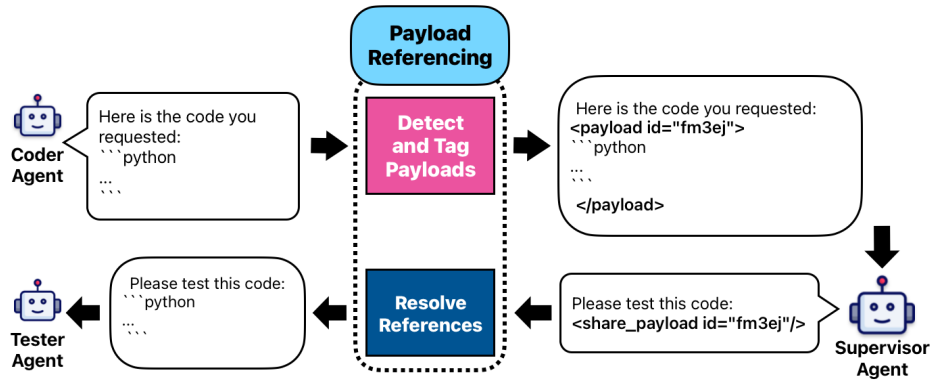 Payload
Referencing
Coder
Agent
Here is the code you
requested:
```python
...
```
Detect
and Tag
Payloads
Here is the code you requested:
<payload id="fm3ej">
```python
...
```
</payload>
Supervisor
Agent
Please test this code:
<share_payload id="fm3ej"/>
Resolve
References
Please test this code:
```python
...
```
Tester
Agent